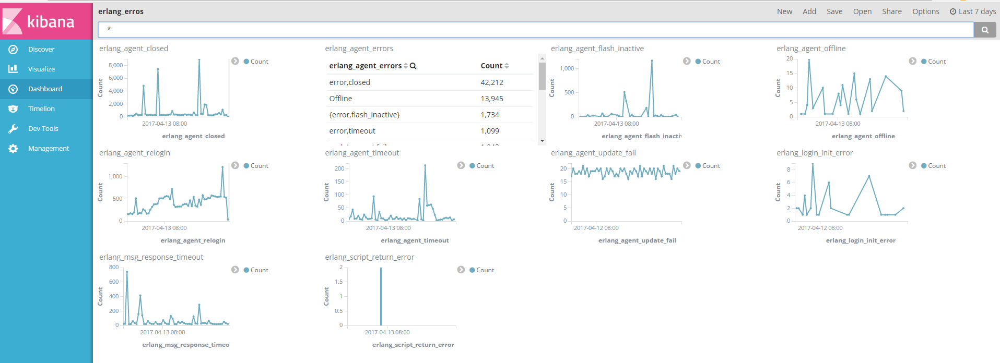 erlang_erros
New Add Save Open Share Options Last 7 days
kibana
*
Discover
Visualize
Dashboard
Timelion
Dev Tools
Management
erlang_agent_closed
Count
8,000
6,000
4,000
2,000
0
Count
2017-04-13 08:00
erlang_agent_closed
erlang_agent_errors
erlang_agent_errors Count
error,closed 42,212
Offline 13,945
{error,flash_inactive} 1,734
error,timeout 1,099
erlang_agent_flash_inactive
Count
1,000
500
0
Count
2017-04-13 08:00
erlang_agent_flash_inacti
erlang_agent_offline
Count
20
15
10
5
0
Count
2017-04-13 08:00
erlang_agent_offline
erlang_agent_relogin
Count
1,000
500
0
Count
2017-04-13 08:00
erlang_agent_relogin
erlang_agent_timeout
Count
200
150
100
50
0
Count
2017-04-13 08:00
erlang_agent_timeout
erlang_agent_update_fail
Count
20
15
10
5
0
Count
2017-04-12 08:00
erlang_agent_update_fail
erlang_login_init_error
Count
8
6
4
2
0
Count
2017-04-12 08:00
erlang_login_init_error
erlang_msg_response_timeout
Count
800
600
400
200
0
Count
2017-04-13 08:00
erlang_msg_response_timeo
erlang_script_return_error
Count
2
1.5
1
0.5
0
Count
2017-04-13 08:00
erlang_script_return_error